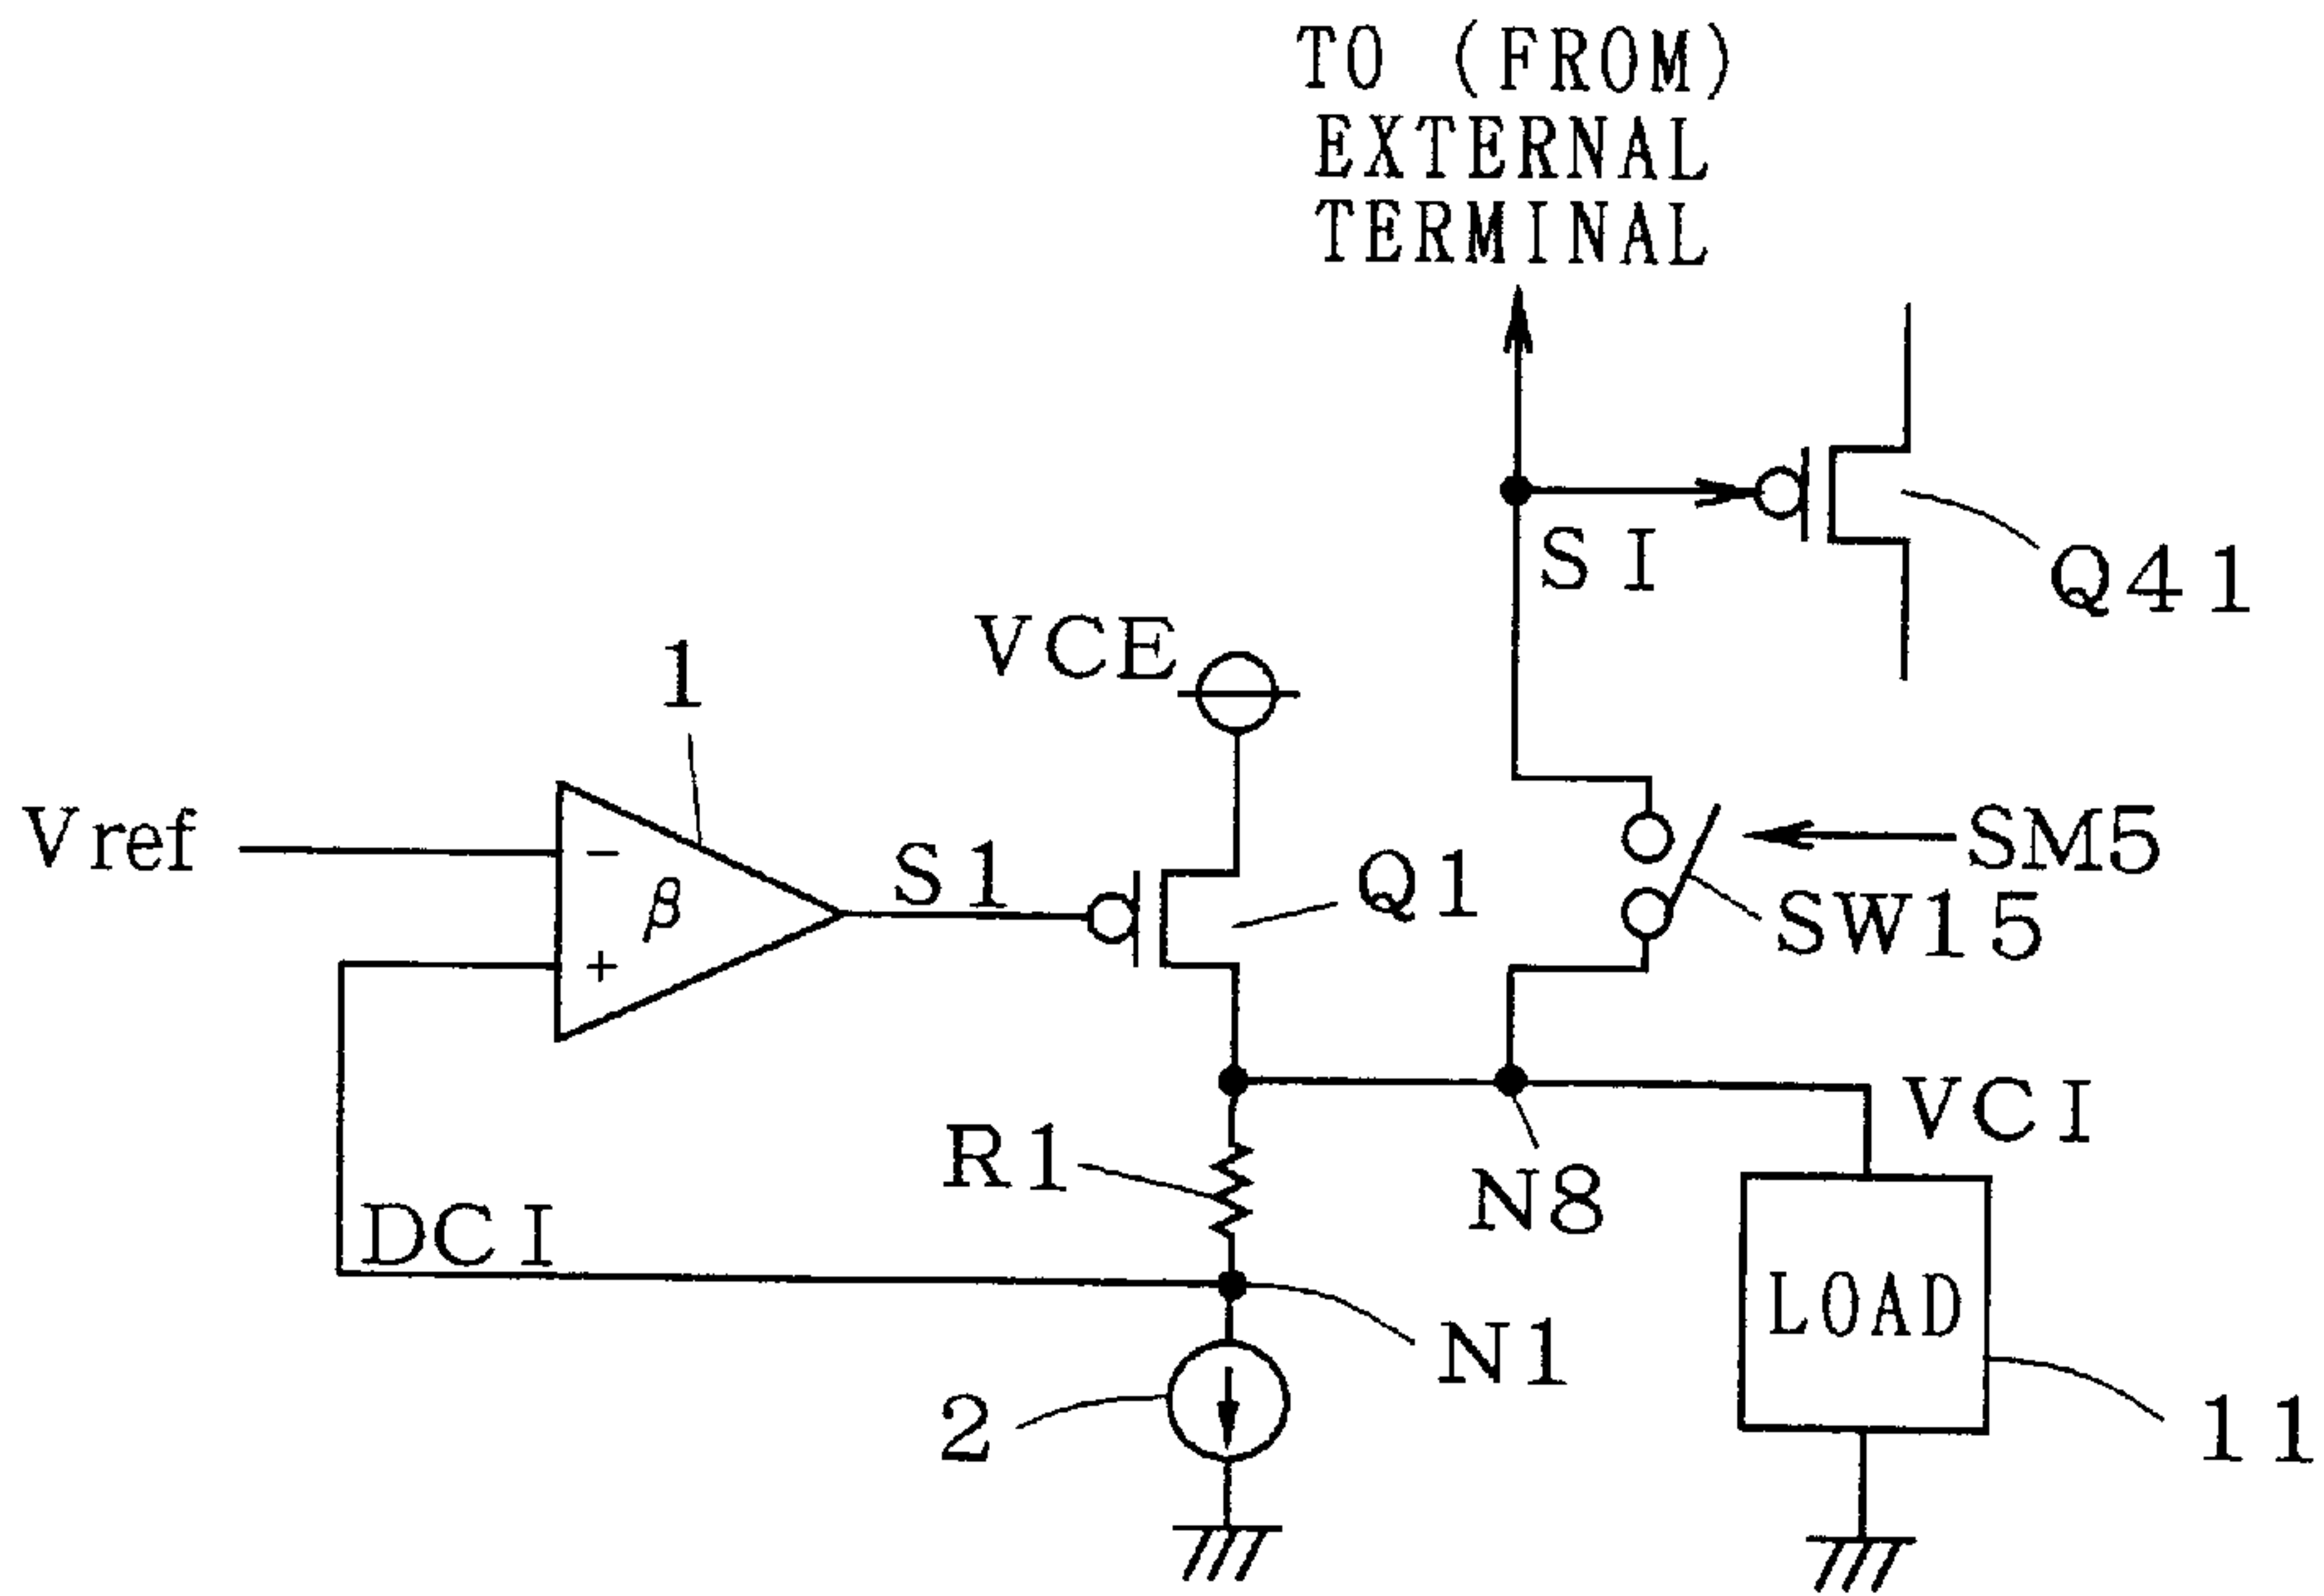 TO (FROM)
EXTERNAL
TERMINAL
SI
Q41
VCE
1
Vref
-
β
+
S1
Q1
SM5
SW15
VCI
R1
N8
DCI
LOAD
N1
2
11